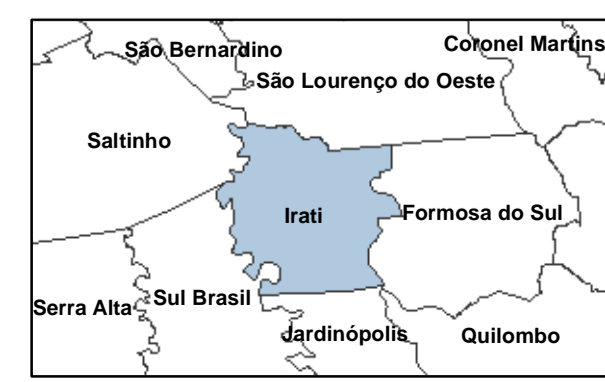 São Bernardino
Coronel Martins
São Lourenço do Oeste
Saltinho
Irati
Formosa do Sul
Serra Alta
Sul Brasil
Jardinópolis
Quilombo